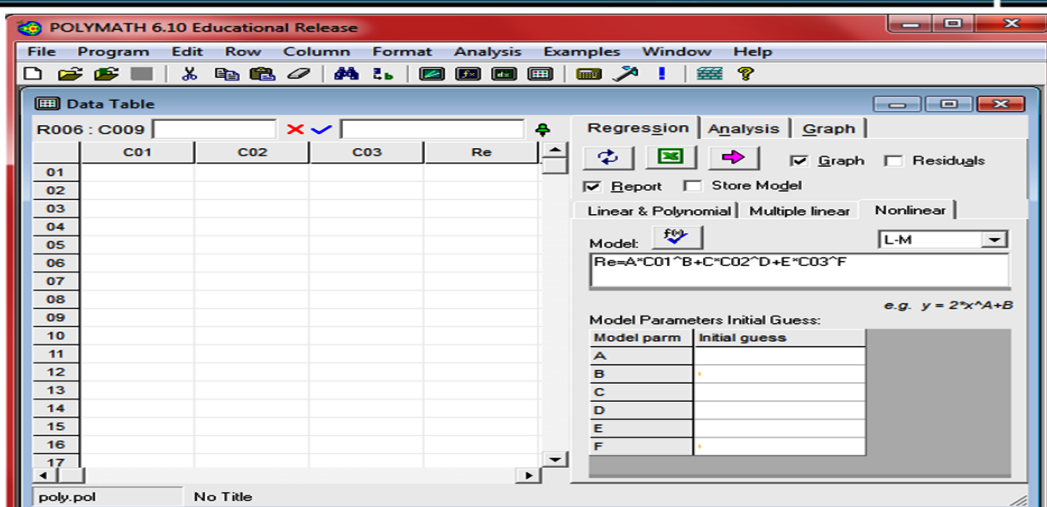 POLYMATH 6.10 Educational Release
File Program Edit Row Column Format Analysis Examples Window Help
Data Table
R006 : C009
C01 C02 C03 Re
01
02
03
04
05
06
07
08
09
10
11
12
13
14
15
16
17
Regression Analysis Graph
Graph Residuals
Report Store Model
Linear & Polynomial Multiple linear Nonlinear
Model: f(x) L-M
Re=A*C01^B+C*C02^D+E*C03^F
e.g. y = 2*x^A+B
Model Parameters Initial Guess:
Model parm Initial guess
A
B
C
D
E
F
poly.pol No Title